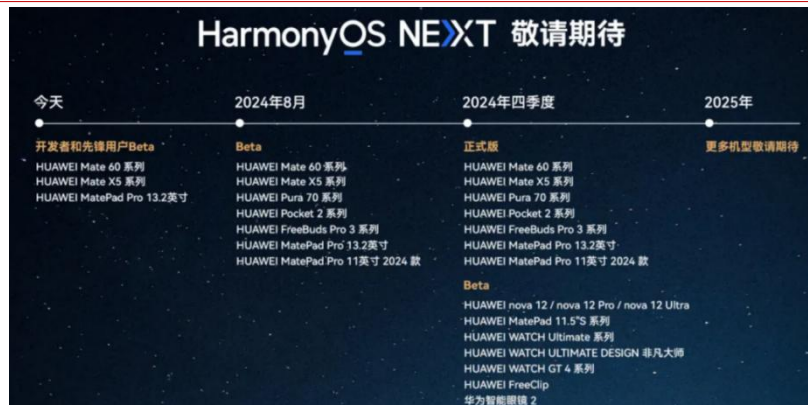 HarmonyOS NEXT 敬请期待
今天
开发者和先锋用户Beta
HUAWEI Mate 60 系列
HUAWEI Mate X5 系列
HUAWEI MatePad Pro 13.2英寸
2024年8月
Beta
HUAWEI Mate 60 系列
HUAWEI Mate X5 系列
HUAWEI Pura 70 系列
HUAWEI Pocket 2 系列
HUAWEI FreeBuds Pro 3 系列
HUAWEI MatePad Pro 13.2英寸
HUAWEI MatePad Pro 11英寸 2024 款
2024年四季度
正式版
HUAWEI Mate 60 系列
HUAWEI Mate X5 系列
HUAWEI Pura 70 系列
HUAWEI Pocket 2 系列
HUAWEI FreeBuds Pro 3 系列
HUAWEI MatePad Pro 13.2英寸
HUAWEI MatePad Pro 11英寸 2024 款
Beta
HUAWEI nova 12 / nova 12 Pro / nova 12 Ultra
HUAWEI MatePad 11.5"S 系列
HUAWEI WATCH Ultimate 系列
HUAWEI WATCH ULTIMATE DESIGN 非凡大师
HUAWEI WATCH GT 4 系列
HUAWEI FreeClip
华为智能眼镜 2
2025年
更多机型敬请期待